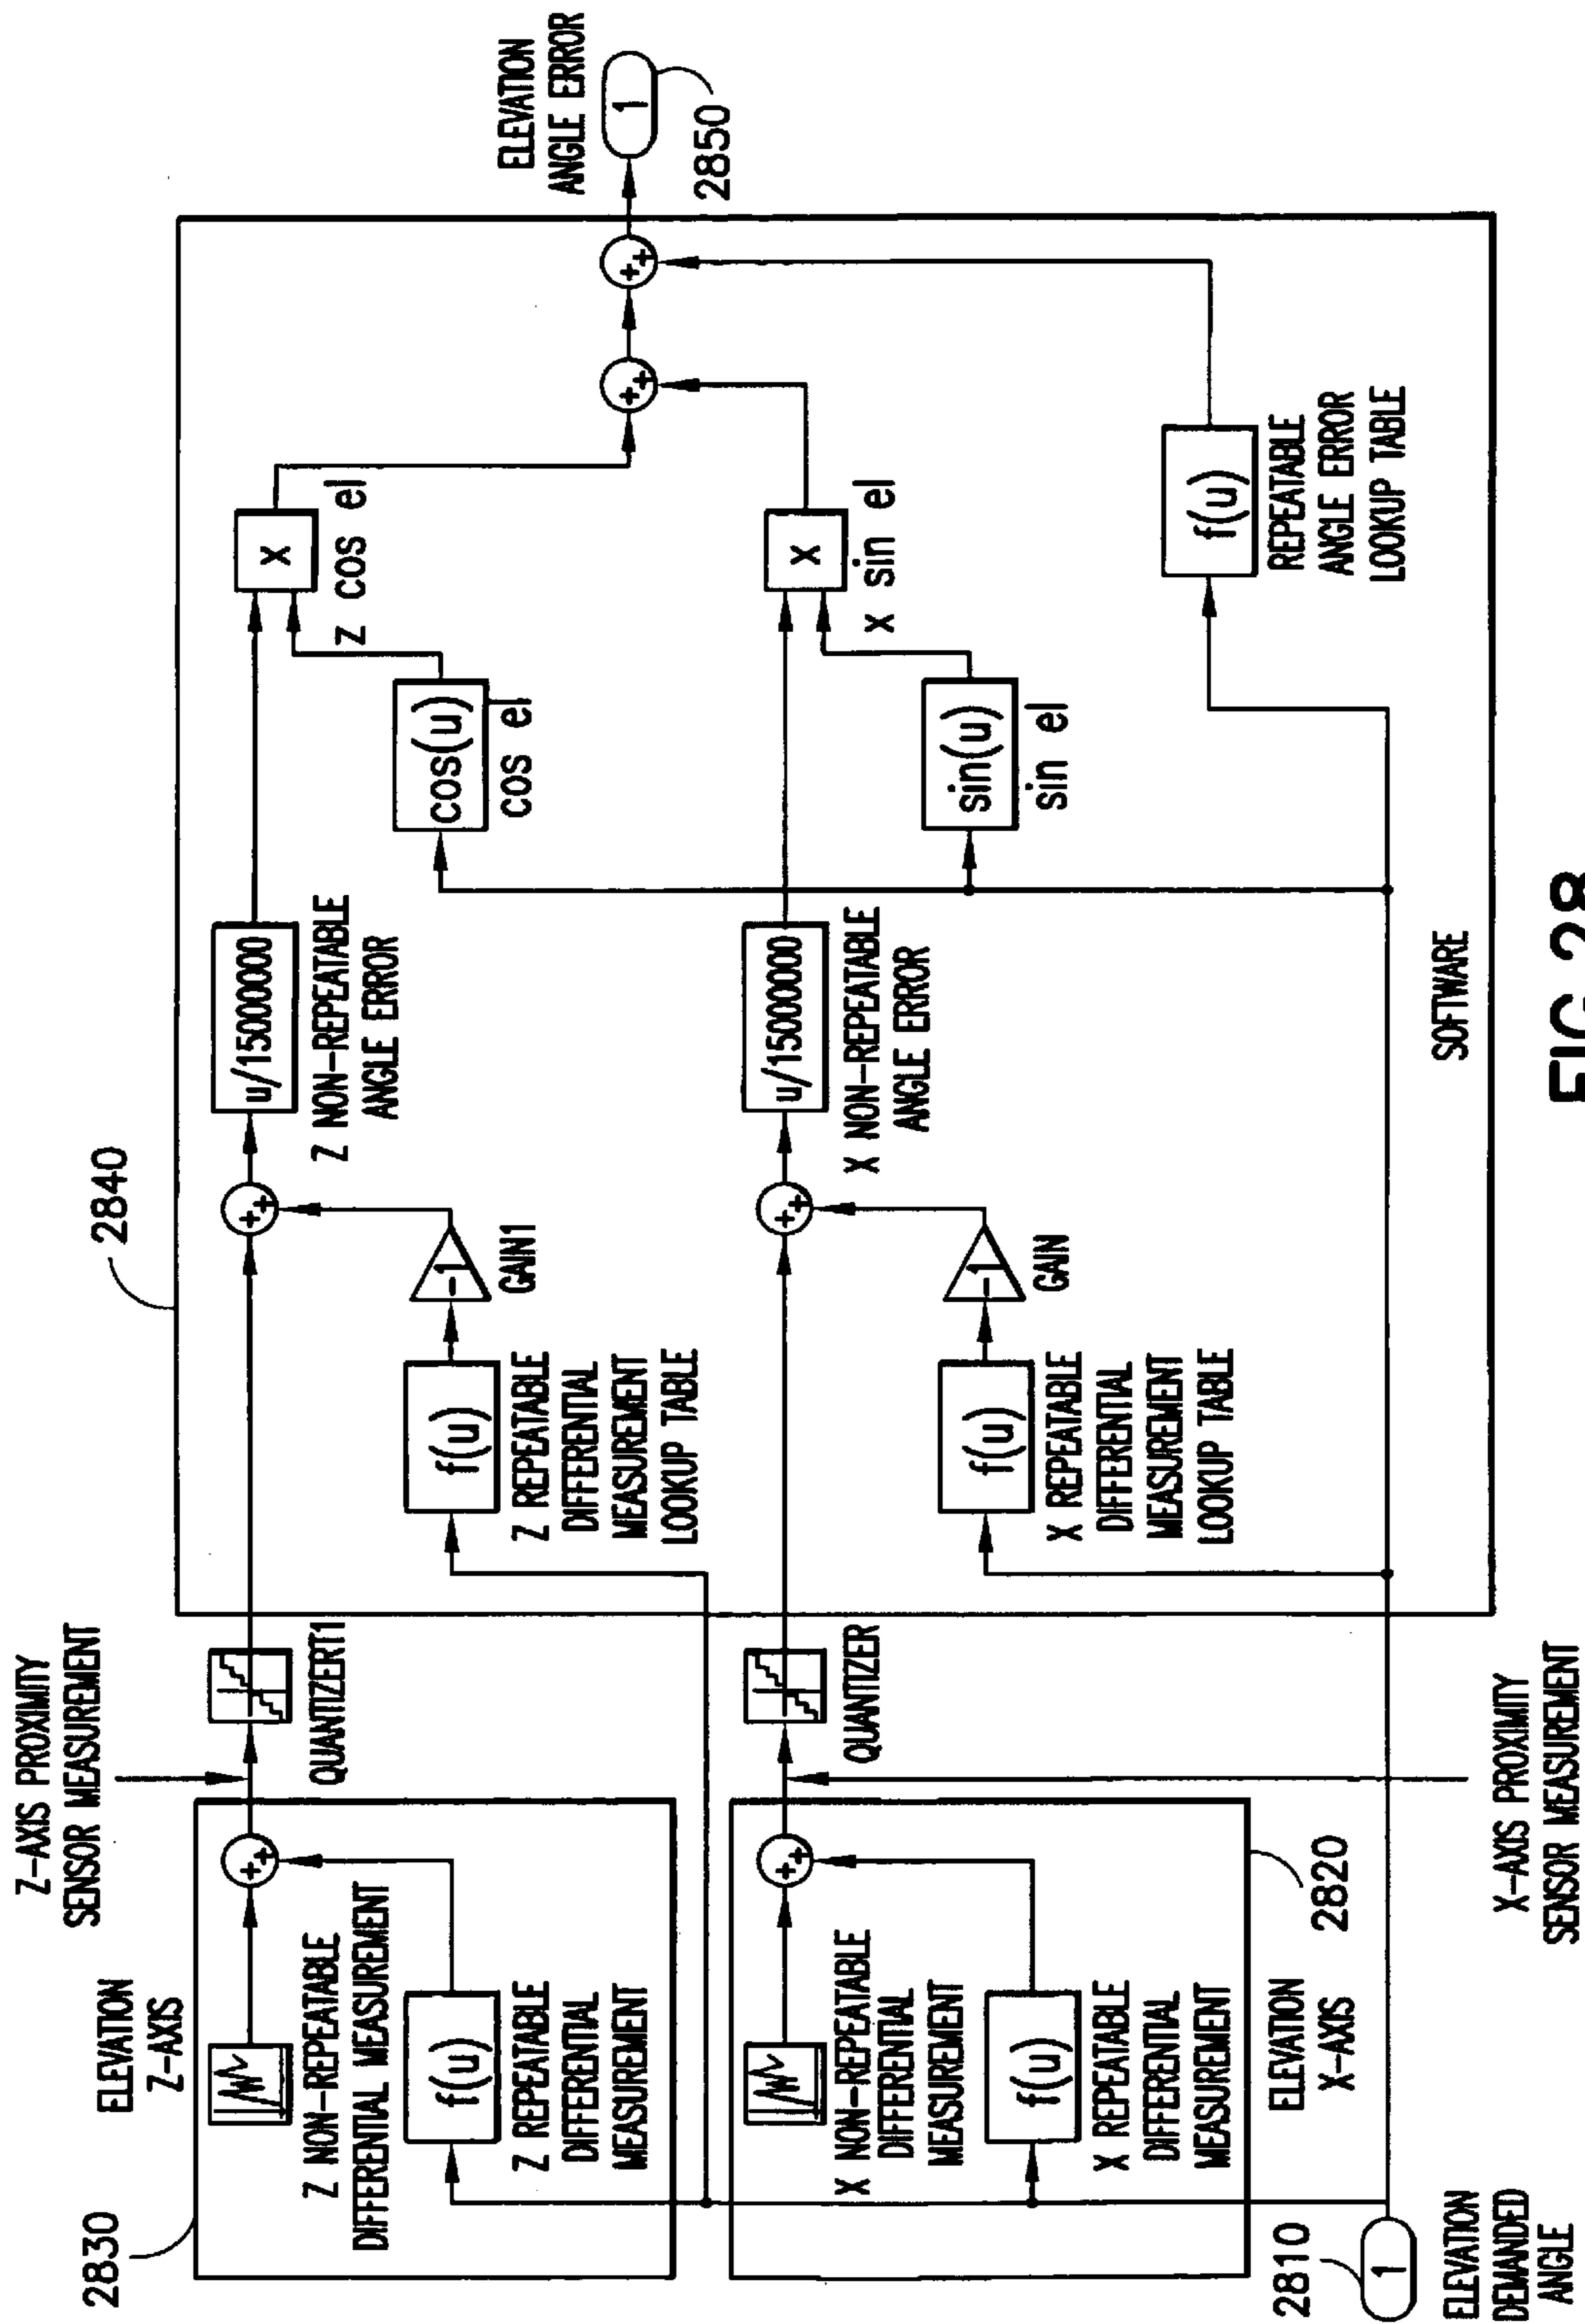 2840
2830
ELEVATION
Z-AXIS
Z-AXIS PROXIMITY
SENSOR MEASUREMENT
++
Z NON-REPEATABLE
DIFFERENTIAL MEASUREMENT
f(u)
Z REPEATABLE
DIFFERENTIAL
MEASUREMENT
QUANTIZERT1
++
f(u)
Z REPEATABLE
DIFFERENTIAL
MEASUREMENT
LOOKUP TABLE
-1
GAIN1
u/15000000
Z NON-REPEATABLE
ANGLE ERROR
cos(u)
cos el
x
z cos el
++
++
ELEVATION
ANGLE ERROR
1
2850
++
X NON-REPEATABLE
DIFFERENTIAL
MEASUREMENT
f(u)
X REPEATABLE
DIFFERENTIAL
MEASUREMENT
ELEVATION
X-AXIS
2820
QUANTIZER
X-AXIS PROXIMITY
SENSOR MEASUREMENT
++
f(u)
X REPEATABLE
DIFFERENTIAL
MEASUREMENT
LOOKUP TABLE
-1
GAIN
u/15000000
X NON-REPEATABLE
ANGLE ERROR
sin(u)
sin el
x
x sin el
f(u)
REPEATABLE
ANGLE ERROR
LOOKUP TABLE
2810
1
ELEVATION
DEMANDED
ANGLE
SOFTWARE
FIG.28